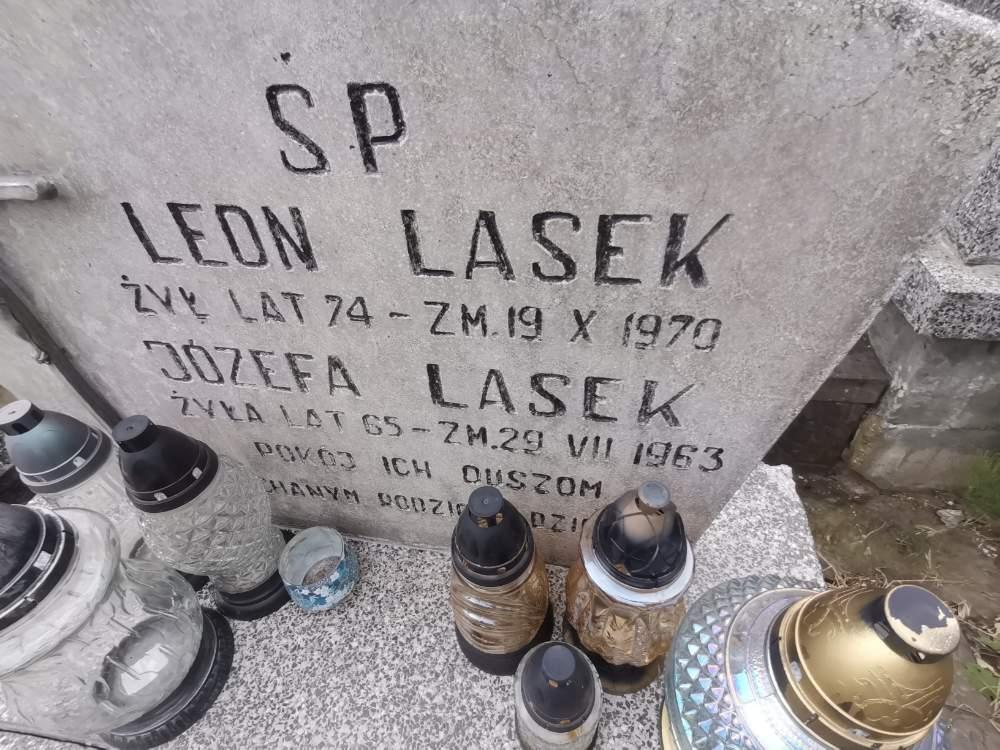 ŚP
LEON LASEK
ŻYŁ LAT 74 - ZM. 19 X 1970
JÓZEFA LASEK
ŻYŁA LAT 65 - ZM. 29 VII 1963
POKÓJ ICH DUSZOM